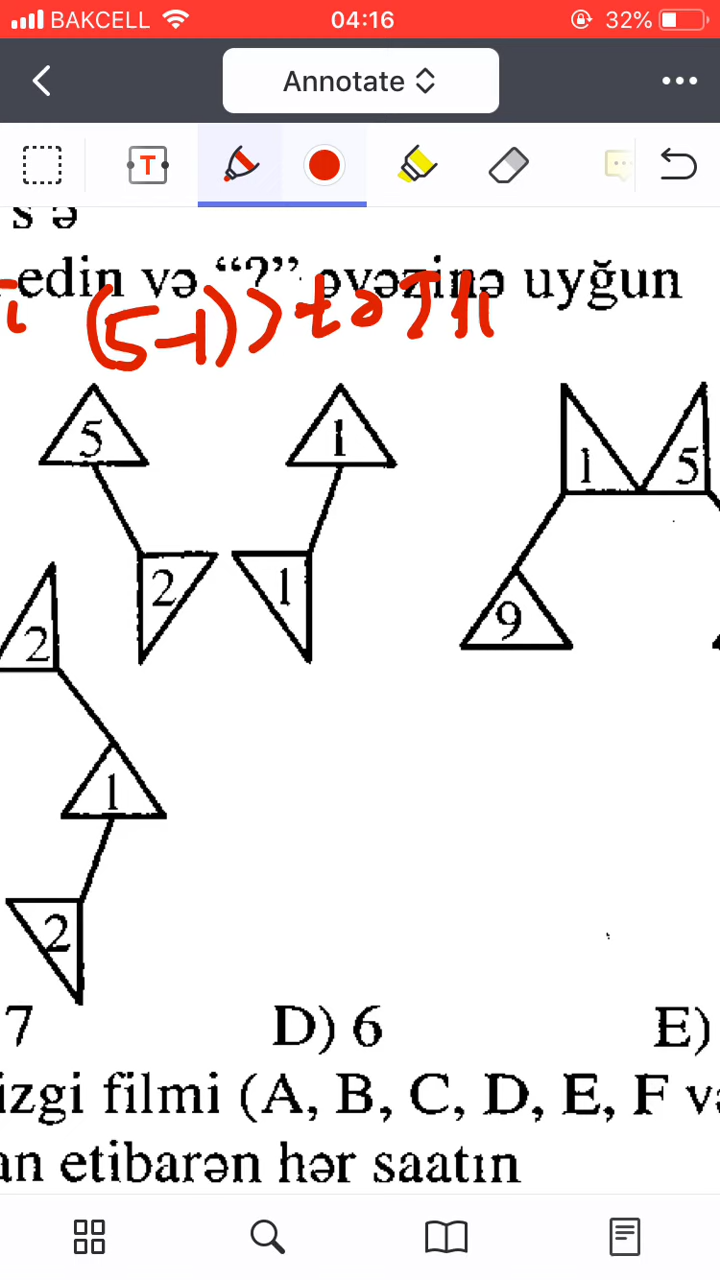 BAKCELL 04:16 32%
Annotate
T
s ə
edin və “?” əvəzinə uyğun
(5-1)
5 1 1 5
2 1
2 9
1
2
7 D) 6 E)
izgi filmi (A, B, C, D, E, F və
an etibarən hər saatın